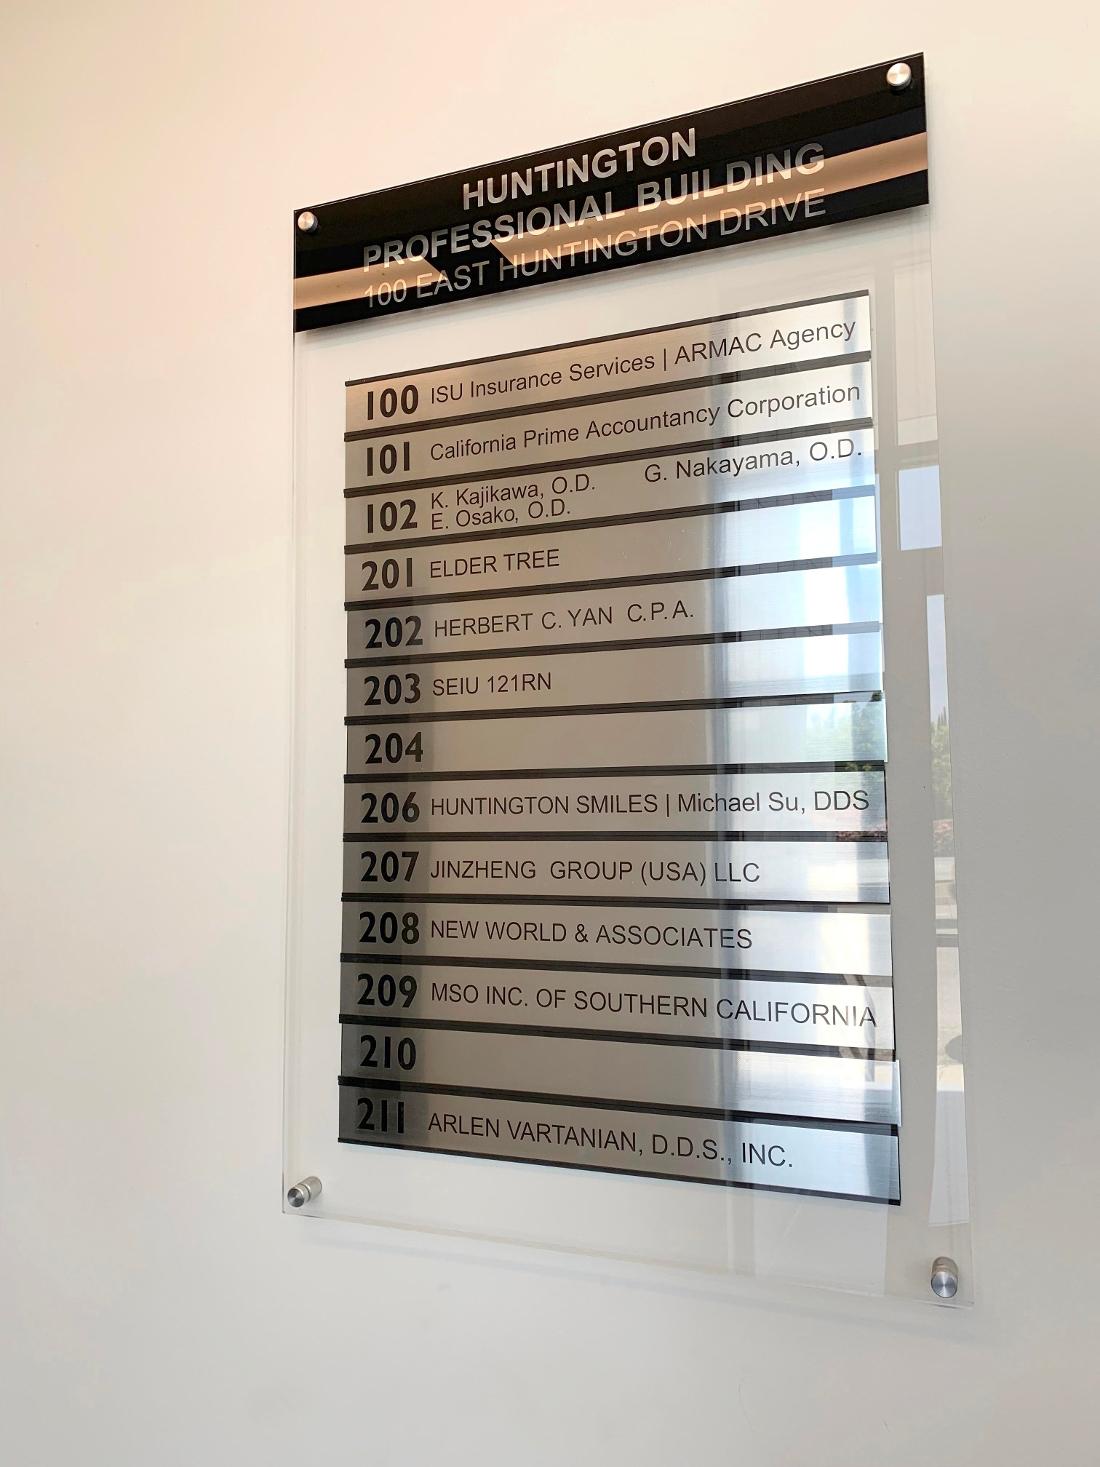 HUNTINGTON
PROFESSIONAL BUILDING
100 EAST HUNTINGTON DRIVE
100 ISU Insurance Services | ARMAC Agency
101 California Prime Accountancy Corporation
102 K. Kajikawa, O.D. G. Nakayama, O.D.
E. Osako, O.D.
201 ELDER TREE
202 HERBERT C. YAN C.P.A.
203 SEIU 121RN
204
206 HUNTINGTON SMILES | Michael Su, DDS
207 JINZHENG GROUP (USA) LLC
208 NEW WORLD & ASSOCIATES
209 MSO INC. OF SOUTHERN CALIFORNIA
210
211 ARLEN VARTANIAN, D.D.S., INC.